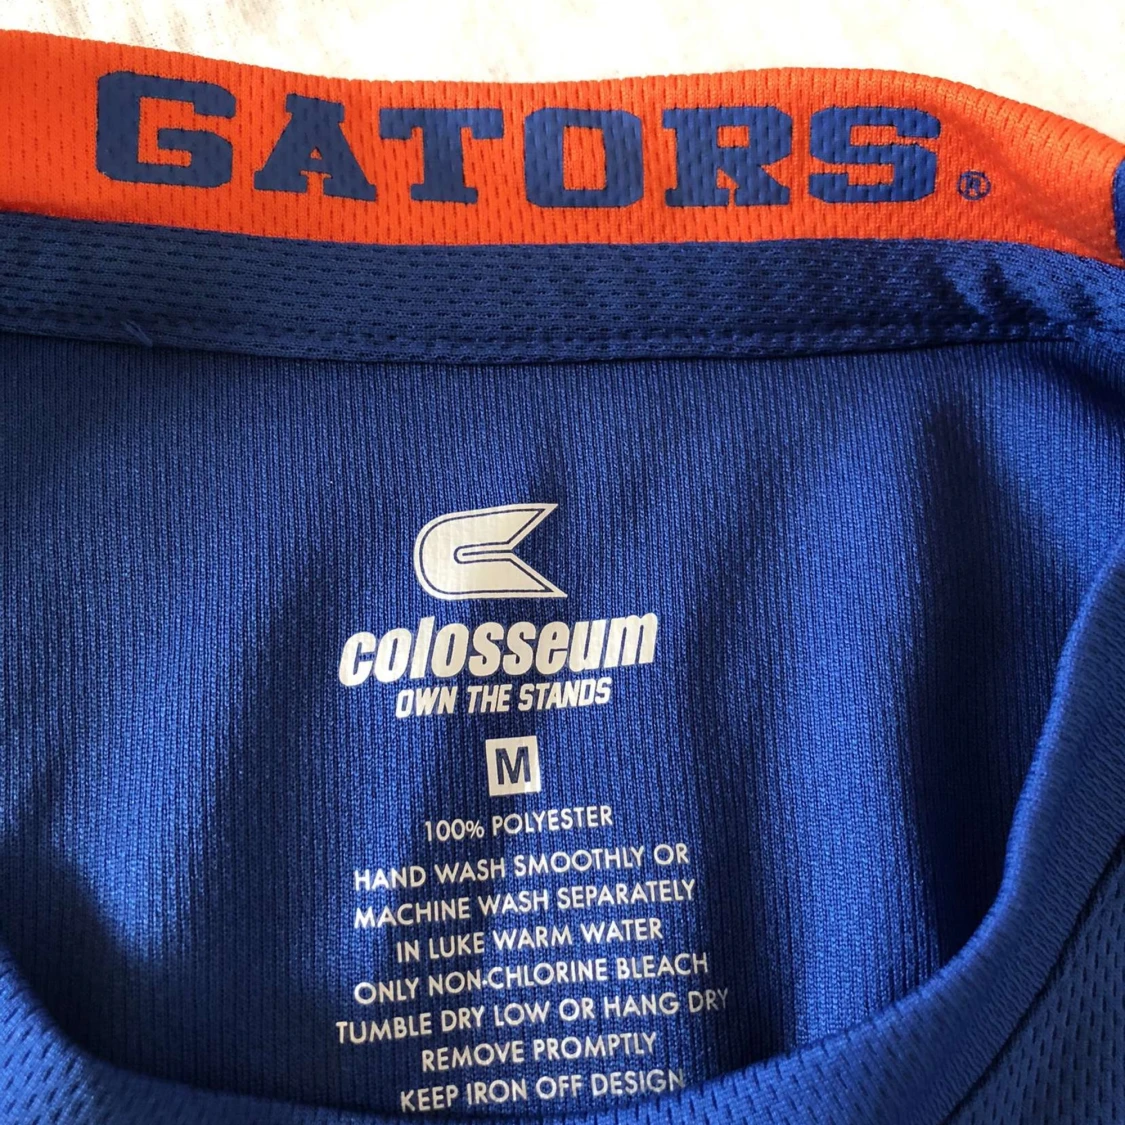 GATORS®
colosseum
OWN THE STANDS
M
100% POLYESTER
HAND WASH SMOOTHLY OR
MACHINE WASH SEPARATELY
IN LUKE WARM WATER
ONLY NON-CHLORINE BLEACH
TUMBLE DRY LOW OR HANG DRY
REMOVE PROMPTLY
KEEP IRON OFF DESIGN